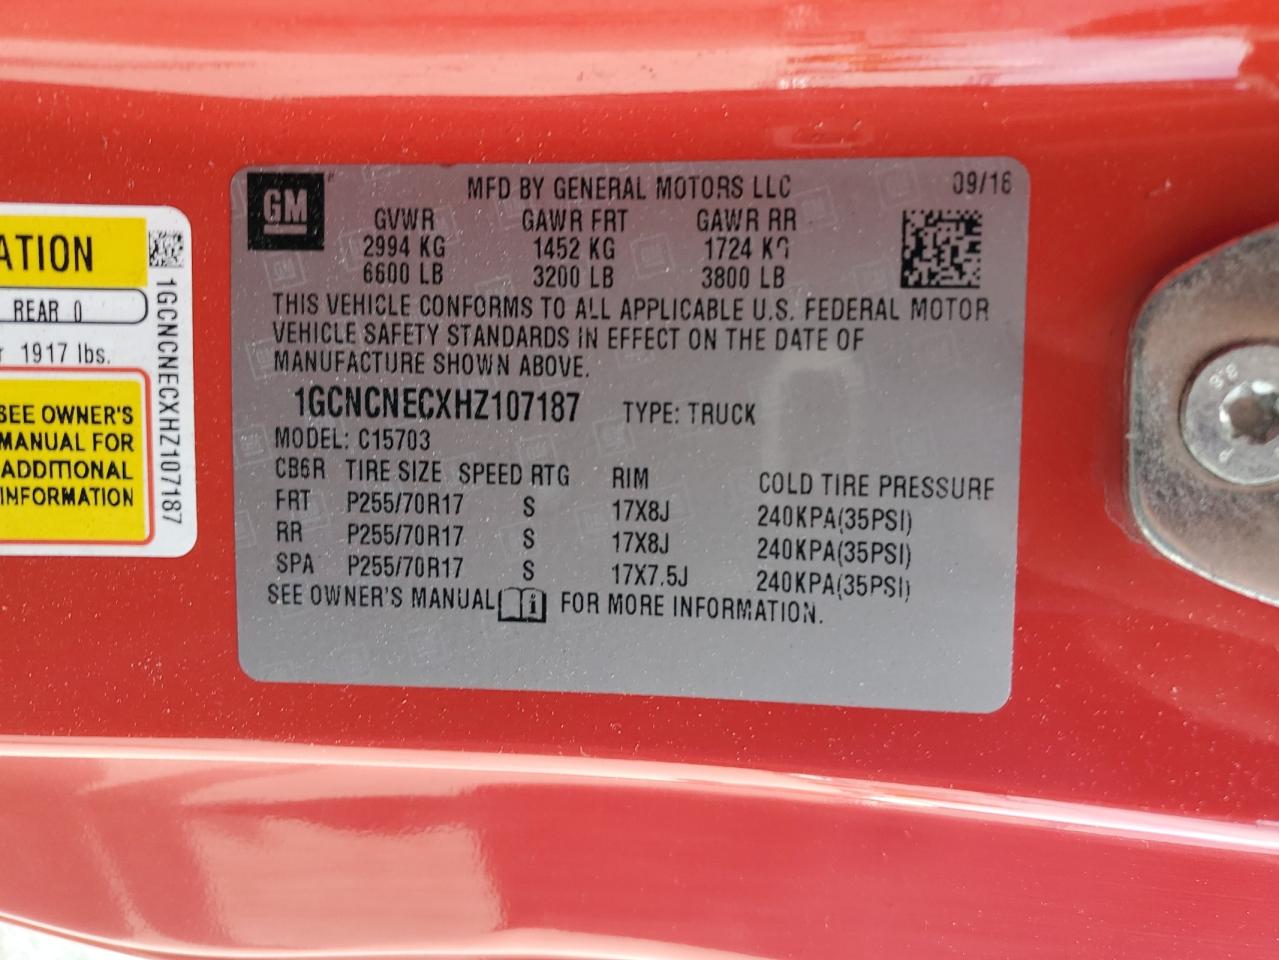 ATION
REAR 0
r 1917 lbs.
SEE OWNER'S
MANUAL FOR
ADDITIONAL
INFORMATION
1GCNCNECXHZ107187
GM
MFD BY GENERAL MOTORS LLC 09/16
GVWR GAWR FRT GAWR RR
2994 KG 1452 KG 1724 KG
6600 LB 3200 LB 3800 LB
THIS VEHICLE CONFORMS TO ALL APPLICABLE U.S. FEDERAL MOTOR
VEHICLE SAFETY STANDARDS IN EFFECT ON THE DATE OF
MANUFACTURE SHOWN ABOVE.
1GCNCNECXHZ107187 TYPE: TRUCK
MODEL: C15703
CB6R TIRE SIZE SPEED RTG RIM COLD TIRE PRESSURE
FRT P255/70R17 S 17X8J 240KPA(35PSI)
RR P255/70R17 S 17X8J 240KPA(35PSI)
SPA P255/70R17 S 17X7.5J 240KPA(35PSI)
SEE OWNER'S MANUAL FOR MORE INFORMATION.
8.8